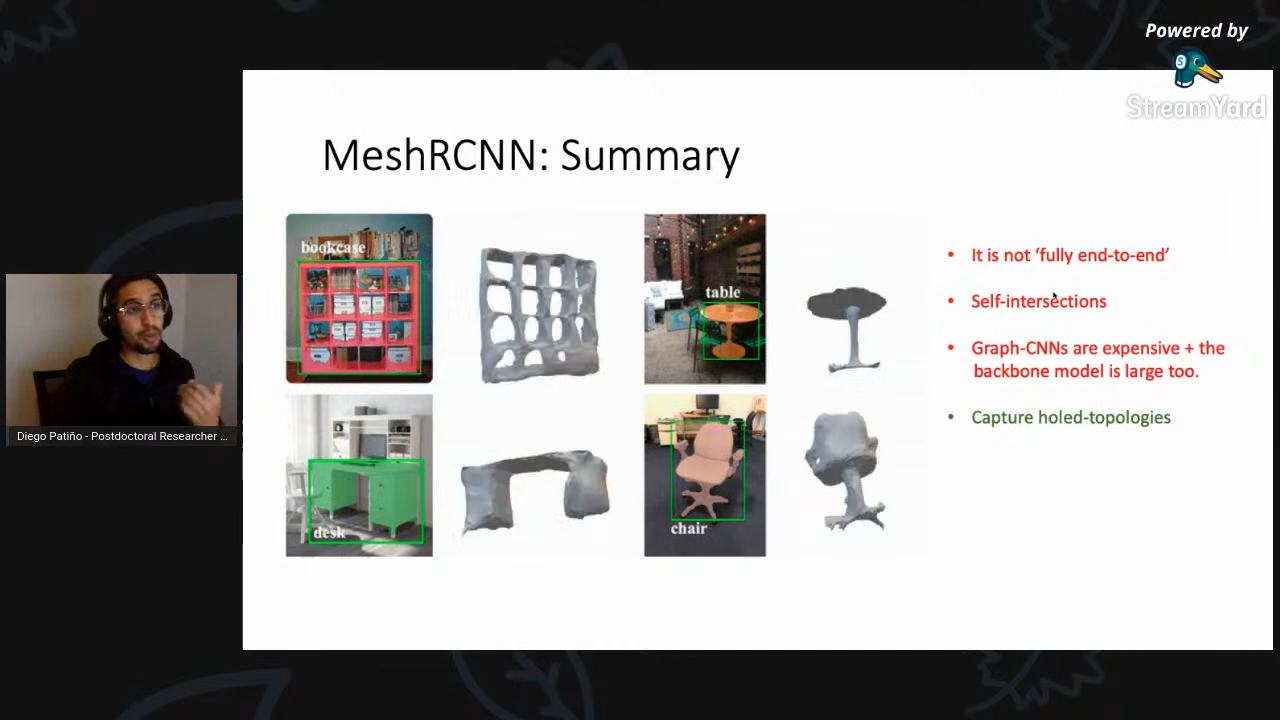 Powered by
StreamYard
MeshRCNN: Summary
bookcase
table
desk
chair
• It is not ‘fully end-to-end’
• Self-intersections
• Graph-CNNs are expensive + the
backbone model is large too.
• Capture holed-topologies
Diego Patiño - Postdoctoral Researcher ...